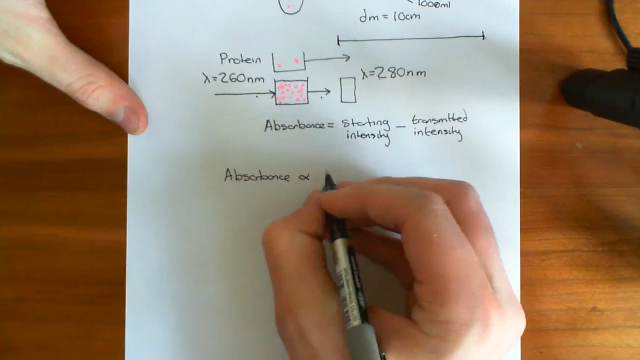 1000ml
dm = 10cm
Protein
λ=260nm
λ=280nm
Absorbance = starting intensity - transmitted intensity
Absorbance ∝